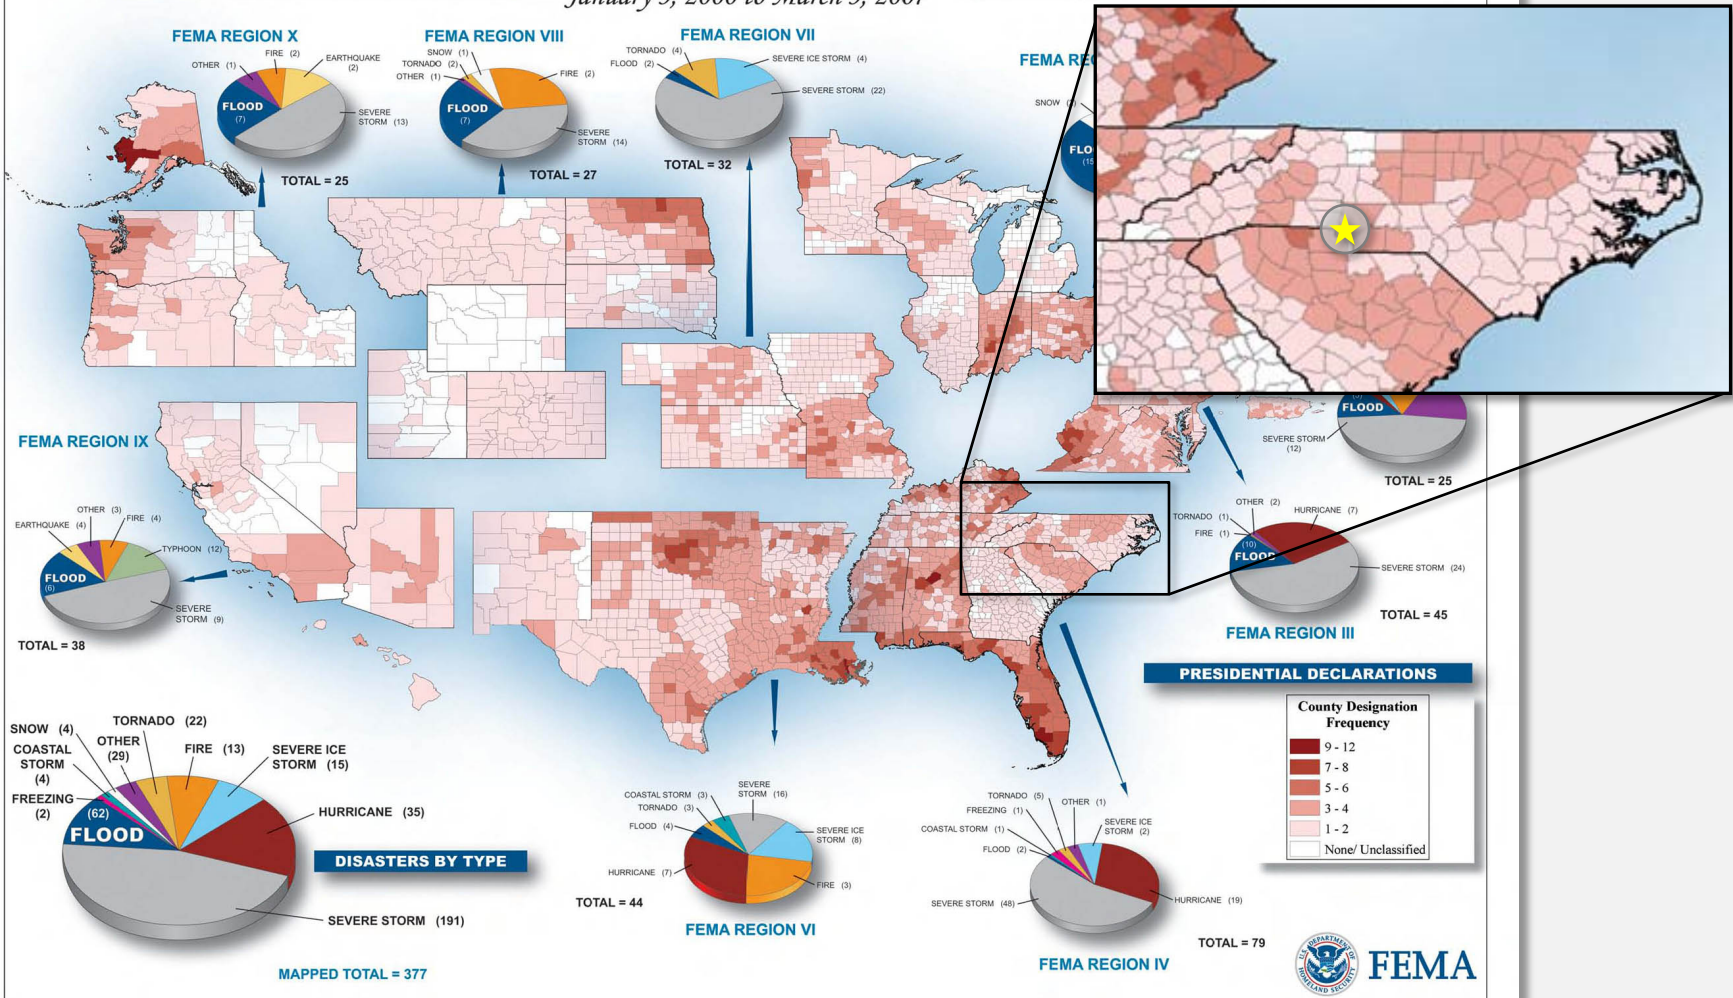 January 3, 2000 to March 3, 2007
FEMA REGION X
OTHER (1)
FIRE (2)
EARTHQUAKE
(2)
FLOOD
(7)
SEVERE
STORM (13)
TOTAL = 25
FEMA REGION VIII
SNOW (1)
TORNADO (2)
OTHER (1)
FIRE (2)
FLOOD
(7)
SEVERE
STORM (14)
TOTAL = 27
FEMA REGION VII
TORNADO (4)
FLOOD (2)
SEVERE ICE STORM (4)
SEVERE STORM (22)
TOTAL = 32
FEMA RE
SNOW
FLO
(15
FEMA REGION IX
EARTHQUAKE (4)
OTHER (3)
FIRE (4)
TYPHOON (12)
FLOOD
(6)
SEVERE
STORM (9)
TOTAL = 38
FLOOD
SEVERE STORM
(12)
TOTAL = 25
OTHER (2)
HURRICANE (7)
TORNADO (1)
FIRE (1)
(10)
FLOOD
SEVERE STORM (24)
TOTAL = 45
FEMA REGION III
PRESIDENTIAL DECLARATIONS
County Designation
Frequency
9 - 12
7 - 8
5 - 6
3 - 4
1 - 2
None/ Unclassified
SNOW (4)
TORNADO (22)
COASTAL
STORM
(4)
OTHER
(29)
FIRE (13)
SEVERE ICE
STORM (15)
FREEZING
(2)
(62)
FLOOD
HURRICANE (35)
DISASTERS BY TYPE
SEVERE STORM (191)
MAPPED TOTAL = 377
COASTAL STORM (3)
TORNADO (3)
FLOOD (4)
SEVERE
STORM (16)
SEVERE ICE
STORM (8)
HURRICANE (7)
FIRE (3)
TOTAL = 44
FEMA REGION VI
TORNADO (5)
FREEZING (1)
OTHER (1)
COASTAL STORM (1)
SEVERE ICE
STORM (2)
FLOOD (2)
SEVERE STORM (48)
HURRICANE (19)
TOTAL = 79
FEMA REGION IV
U.S. DEPARTMENT OF
HOMELAND SECURITY
FEMA